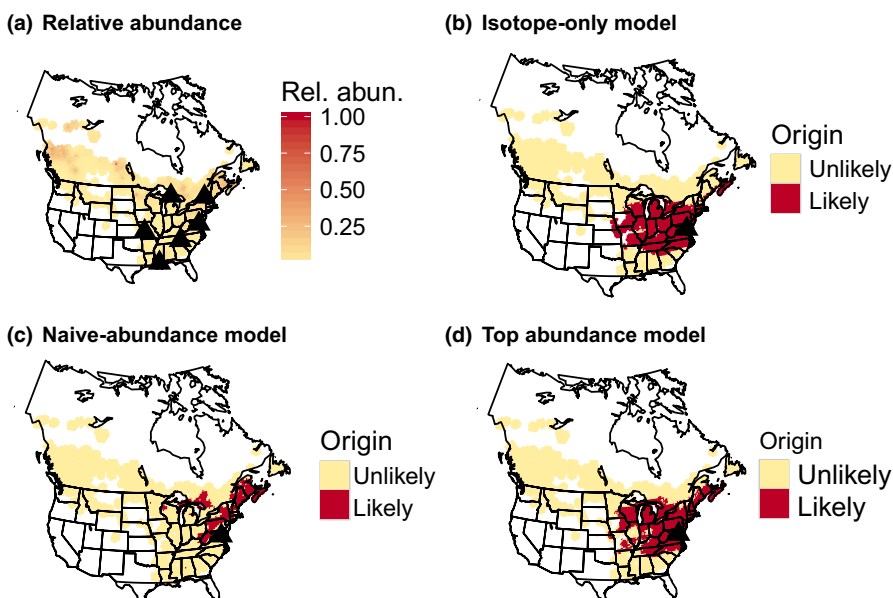 (a) Relative abundance
Rel. abun.
1.00
0.75
0.50
0.25
(b) Isotope-only model
Origin
Unlikely
Likely
(c) Naive-abundance model
Origin
Unlikely
Likely
(d) Top abundance model
Origin
Unlikely
Likely